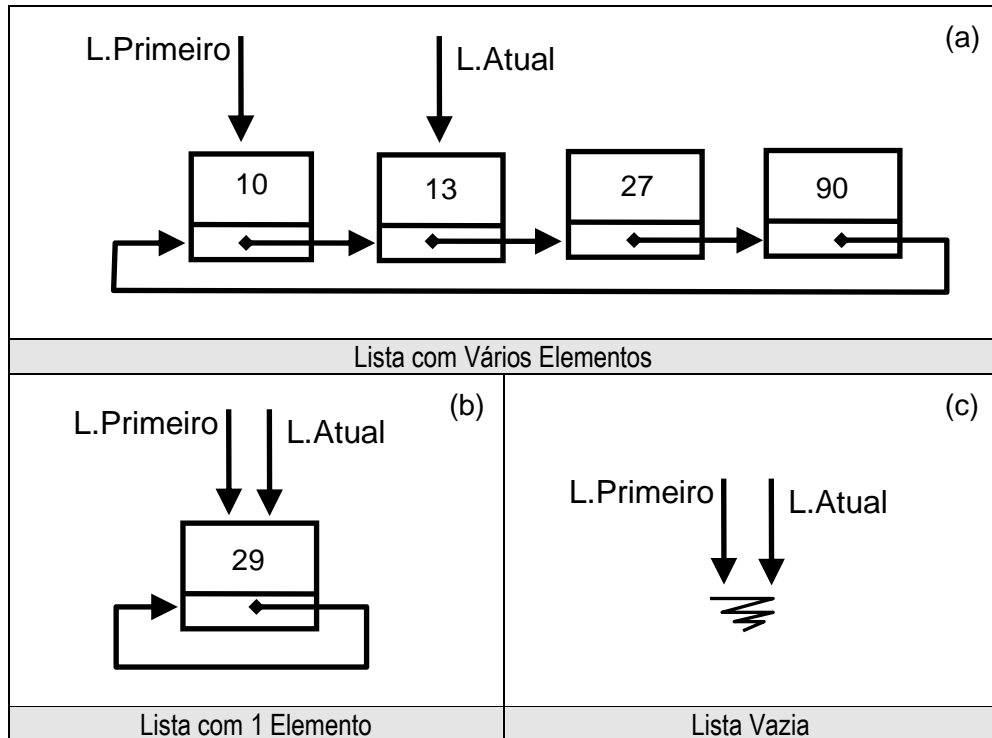 L.Primeiro
L.Atual
(a)
10
13
27
90
Lista com Vários Elementos
L.Primeiro
L.Atual
(b)
29
Lista com 1 Elemento
L.Primeiro
L.Atual
(c)
Lista Vazia